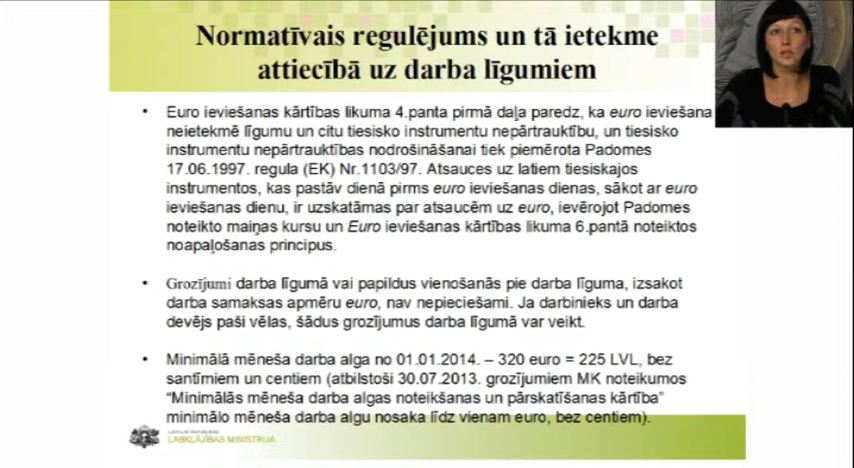 Normatīvais regulējums un tā ietekme
attiecībā uz darba līgumiem
• Euro ieviešanas kārtības likuma 4.panta pirmā daļa paredz, ka euro ieviešana
neietekmē līgumu un citu tiesisko instrumentu nepārtrauktību, un tiesisko
instrumentu nepārtrauktības nodrošināšanai tiek piemērota Padomes
17.06.1997. regula (EK) Nr.1103/97. Atsauces uz latiem tiesiskajos
instrumentos, kas pastāv dienā pirms euro ieviešanas dienas, sākot ar euro
ieviešanas dienu, ir uzskatāmas par atsaucēm uz euro, ievērojot Padomes
noteikto maiņas kursu un Euro ieviešanas kārtības likuma 6.pantā noteiktos
noapaļošanas principus.
• Grozījumi darba līgumā vai papildus vienošanās pie darba līguma, izsakot
darba samaksas apmēru euro, nav nepieciešami. Ja darbinieks un darba
devējs paši vēlas, šādus grozījumus darba līgumā var veikt.
• Minimālā mēneša darba alga no 01.01.2014. – 320 euro = 225 LVL, bez
santīmiem un centiem (atbilstoši 30.07.2013. grozījumiem MK noteikumos
“Minimālās mēneša darba algas noteikšanas un pārskatīšanas kārtība”
minimālo mēneša darba algu nosaka līdz vienam euro, bez centiem).
LABKLĀJĪBAS MINISTRIJA